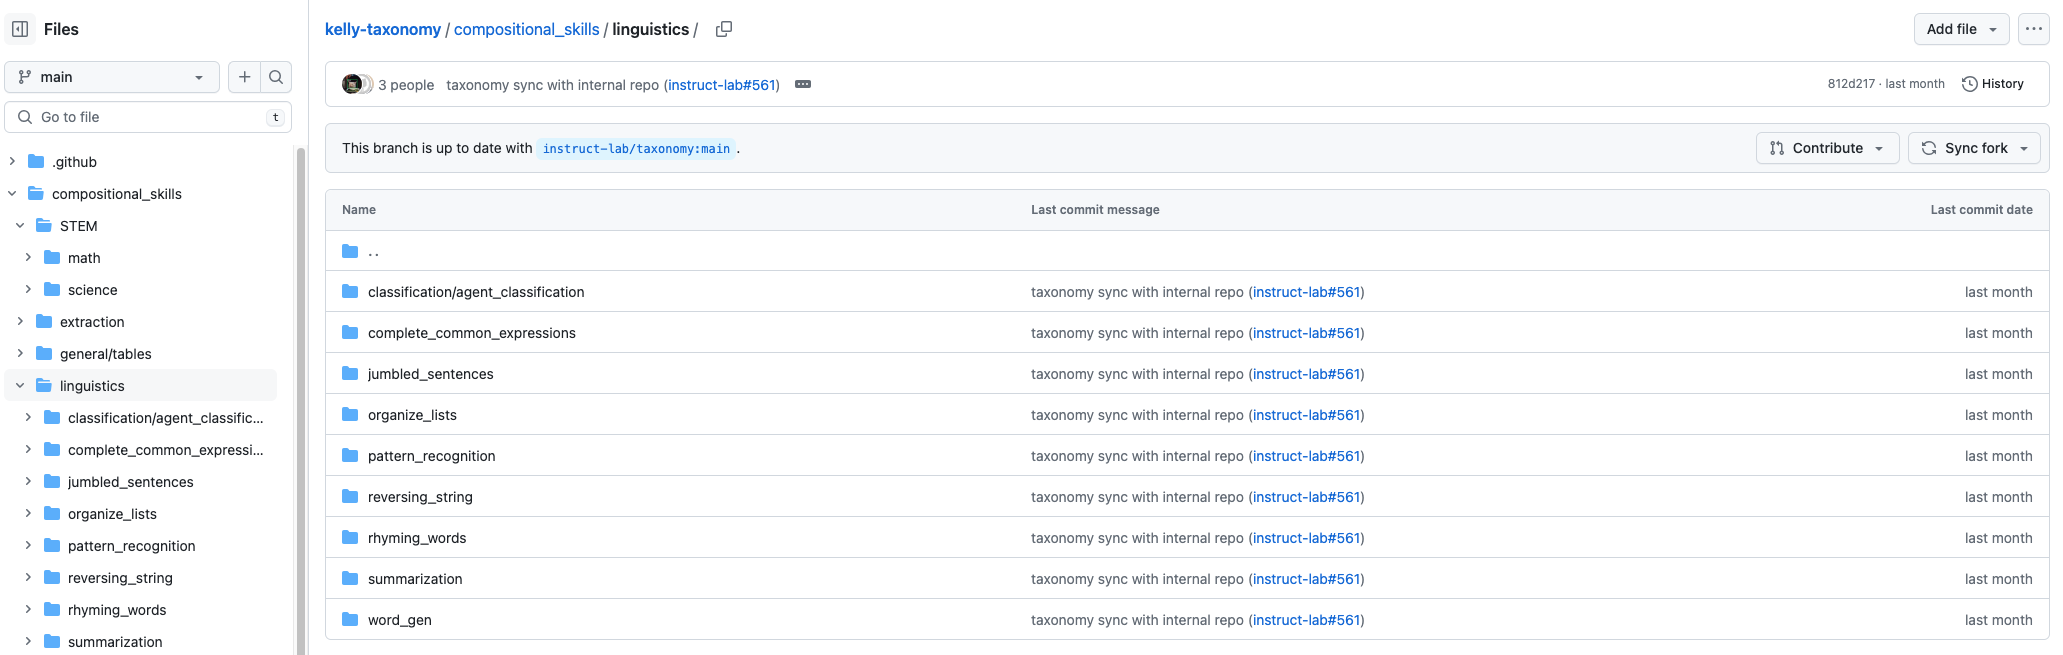 Files
main
Go to file
t
.github
compositional_skills
STEM
math
science
extraction
general/tables
linguistics
classification/agent_classific...
complete_common_expressi...
jumbled_sentences
organize_lists
pattern_recognition
reversing_string
rhyming_words
summarization
kelly-taxonomy / compositional_skills / linguistics /
Add file
3 people taxonomy sync with internal repo (instruct-lab#561)
812d217 · last month History
This branch is up to date with instruct-lab/taxonomy:main .
Contribute Sync fork
Name Last commit message Last commit date
..
classification/agent_classification taxonomy sync with internal repo (instruct-lab#561) last month
complete_common_expressions taxonomy sync with internal repo (instruct-lab#561) last month
jumbled_sentences taxonomy sync with internal repo (instruct-lab#561) last month
organize_lists taxonomy sync with internal repo (instruct-lab#561) last month
pattern_recognition taxonomy sync with internal repo (instruct-lab#561) last month
reversing_string taxonomy sync with internal repo (instruct-lab#561) last month
rhyming_words taxonomy sync with internal repo (instruct-lab#561) last month
summarization taxonomy sync with internal repo (instruct-lab#561) last month
word_gen taxonomy sync with internal repo (instruct-lab#561) last month